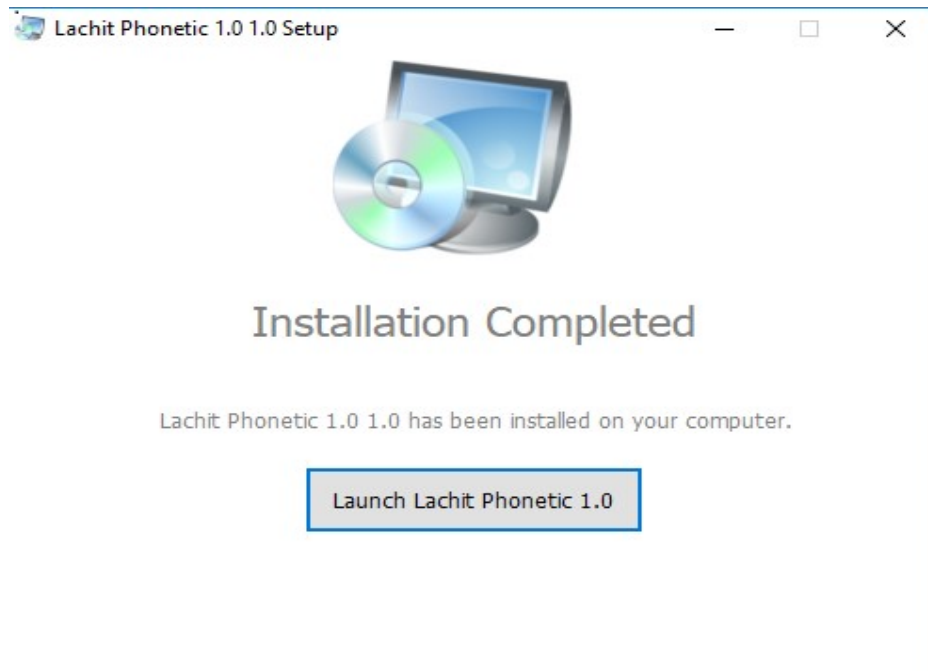 Lachit Phonetic 1.0 1.0 Setup
Installation Completed
Lachit Phonetic 1.0 1.0 has been installed on your computer.
Launch Lachit Phonetic 1.0